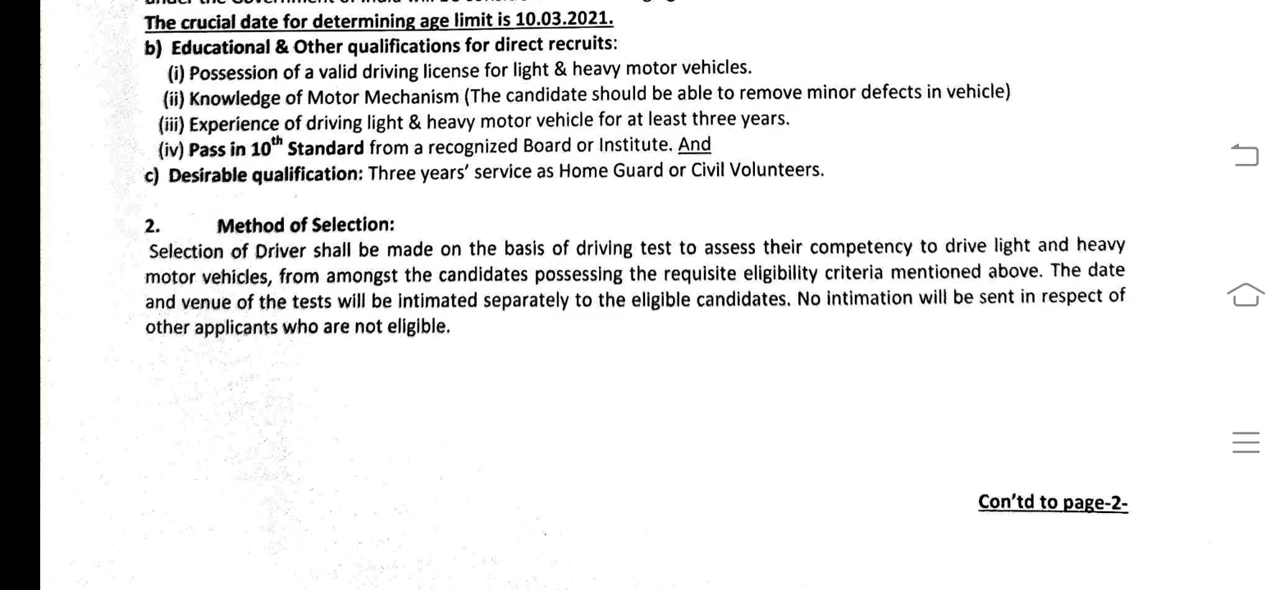 The crucial date for determining age limit is 10.03.2021.
b) Educational & Other qualifications for direct recruits:
(i) Possession of a valid driving license for light & heavy motor vehicles.
(ii) Knowledge of Motor Mechanism (The candidate should be able to remove minor defects in vehicle)
(iii) Experience of driving light & heavy motor vehicle for at least three years.
(iv) Pass in 10th Standard from a recognized Board or Institute. And
c) Desirable qualification: Three years' service as Home Guard or Civil Volunteers.
2. Method of Selection:
Selection of Driver shall be made on the basis of driving test to assess their competency to drive light and heavy
motor vehicles, from amongst the candidates possessing the requisite eligibility criteria mentioned above. The date
and venue of the tests will be intimated separately to the eligible candidates. No intimation will be sent in respect of
other applicants who are not eligible.
Con'td to page-2-